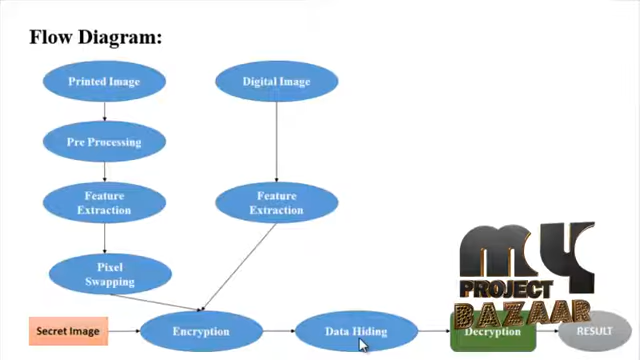 Flow Diagram:
Printed Image
Digital Image
Pre Processing
Feature
Extraction
Feature
Extraction
Pixel
Swapping
MY
PROJECT
BAZAAR
Secret Image
Encryption
Data Hiding
Decryption
RESULT